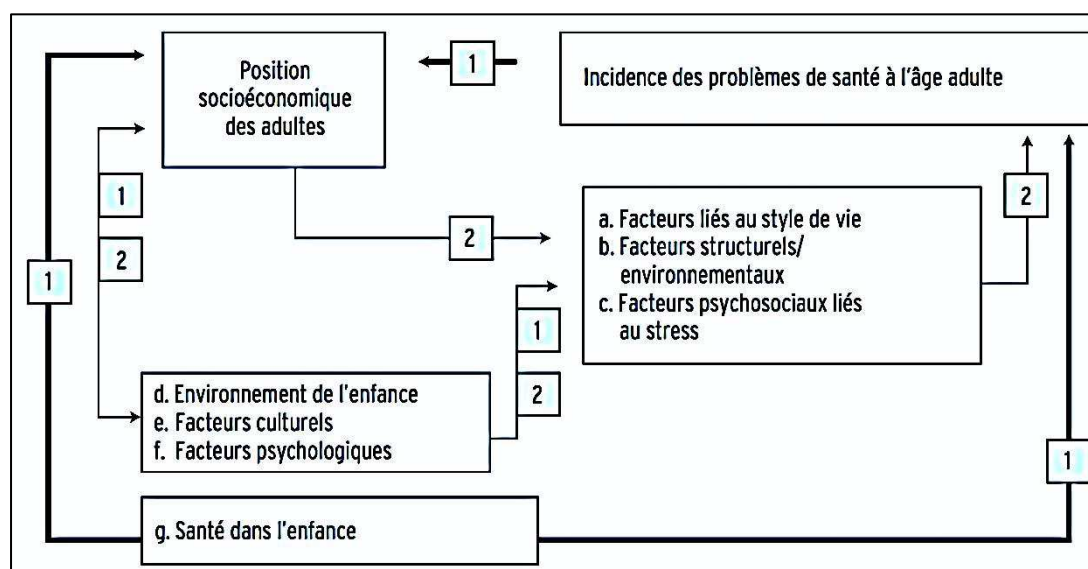 Position
socioéconomique
des adultes
1
Incidence des problèmes de santé à l'âge adulte
1
2
1
2
a. Facteurs liés au style de vie
b. Facteurs structurels/
environnementaux
c. Facteurs psychosociaux liés
au stress
2
1
2
d. Environnement de l'enfance
e. Facteurs culturels
f. Facteurs psychologiques
1
g. Santé dans l'enfance